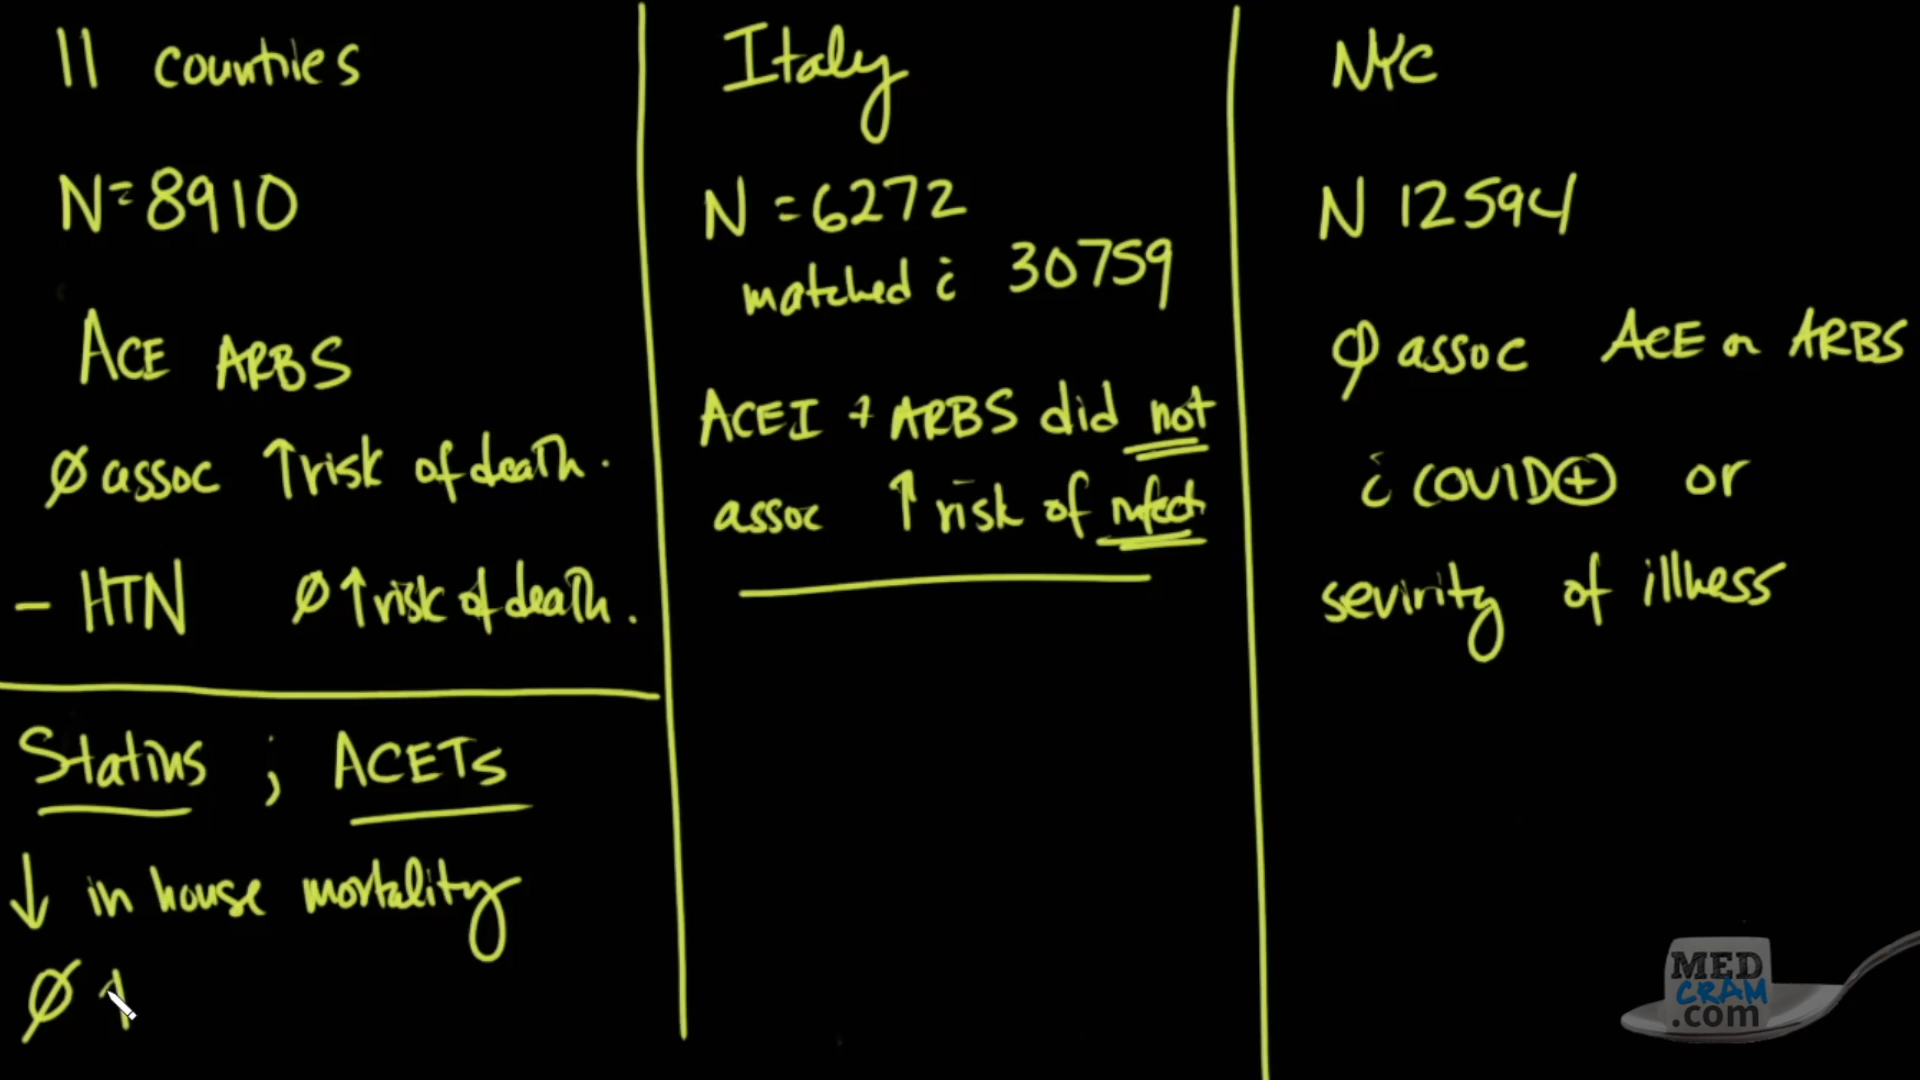 11 counties
N=8910
ACE ARBS
Ø assoc ↑risk of death.
- HTN Ø↑risk of death.
Statins ; ACETs
↓ in house mortality
Ø
Italy
N = 6272
matched c̄ 30759
ACEI + ARBS did not
assoc ↑ risk of infect
NYC
N 12594
Ø assoc ACE or ARBS
c̄ COVID⊕ or
sevirity of illness
MED
CRAM
.com